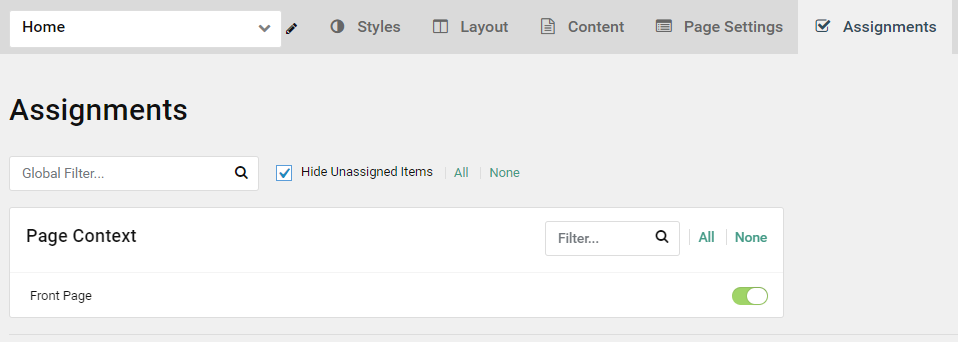 Home
Styles
Layout
Content
Page Settings
Assignments
Assignments
Global Filter...
Hide Unassigned Items
All
None
Page Context
Filter...
All
None
Front Page